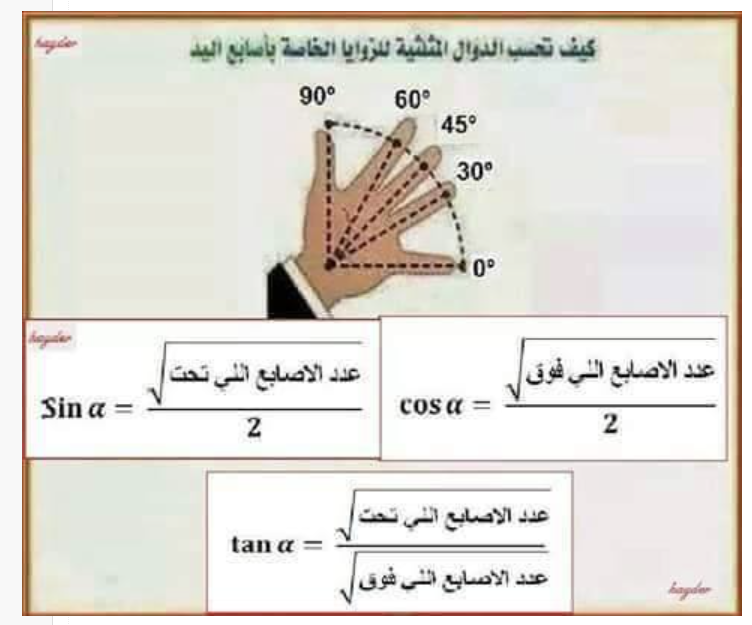 hayder
كيف تحسب الدوال المثلثية للزوايا الخاصة بأصابع اليد
90°
60°
45°
30°
0°
hayder
Sin α = √عدد الاصابع اللي تحت / 2
cos α = √عدد الاصابع اللي فوق / 2
tan α = √عدد الاصابع اللي تحت / √عدد الاصابع اللي فوق
hayder